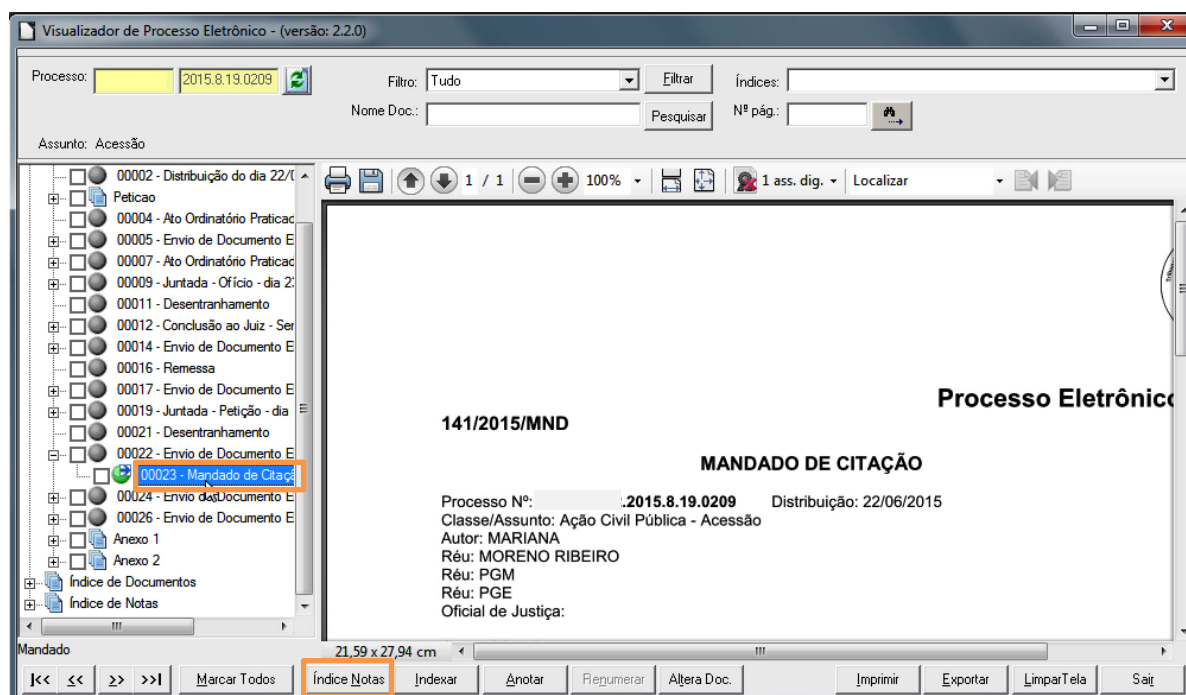 Visualizador de Processo Eletrônico - (versão: 2.2.0)
Processo: 2015.8.19.0209
Filtro: Tudo Filtrar Índices:
Nome Doc.: Pesquisar Nº pág.:
Assunto: Acessão
00002 - Distribuição do dia 22/
Peticao
00004 - Ato Ordinatório Praticad
00005 - Envio de Documento E
00007 - Ato Ordinatório Praticad
00009 - Juntada - Ofício - dia 2
00011 - Desentranhamento
00012 - Conclusão ao Juiz - Ser
00014 - Envio de Documento E
00016 - Remessa
00017 - Envio de Documento E
00019 - Juntada - Petição - dia
00021 - Desentranhamento
00022 - Envio de Documento E
00023 - Mandado de Citaçã
00024 - Envio de Documento E
00026 - Envio de Documento E
Anexo 1
Anexo 2
Índice de Documentos
Índice de Notas
Mandado
1 / 1 100% 1 ass. dig. Localizar
Processo Eletrônic
141/2015/MND
MANDADO DE CITAÇÃO
Processo Nº: .2015.8.19.0209 Distribuição: 22/06/2015
Classe/Assunto: Ação Civil Pública - Acessão
Autor: MARIANA
Réu: MORENO RIBEIRO
Réu: PGM
Réu: PGE
Oficial de Justiça:
21,59 x 27,94 cm
|<< << >> >>| Marcar Todos Índice Notas Indexar Anotar Renumerar Altera Doc. Imprimir Exportar LimparTela Sair